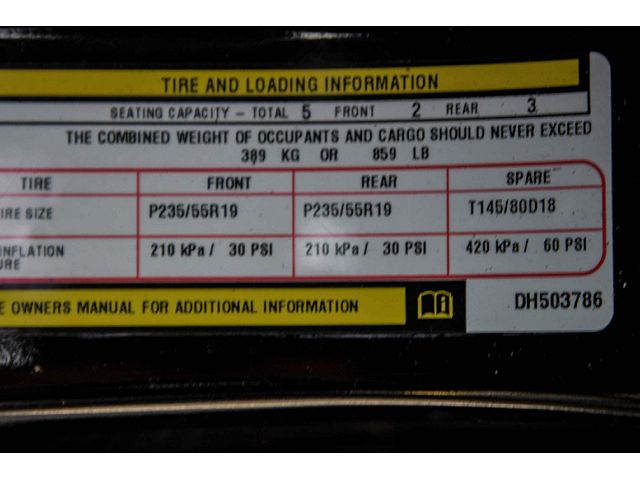 TIRE AND LOADING INFORMATION
SEATING CAPACITY – TOTAL 5 FRONT 2 REAR 3
THE COMBINED WEIGHT OF OCCUPANTS AND CARGO SHOULD NEVER EXCEED
389 KG OR 859 LB
TIRE FRONT REAR SPARE
IRE SIZE P235/55R19 P235/55R19 T145/80D18
INFLATION
URE 210 kPa / 30 PSI 210 kPa / 30 PSI 420 kPa / 60 PSI
E OWNERS MANUAL FOR ADDITIONAL INFORMATION
DH503786